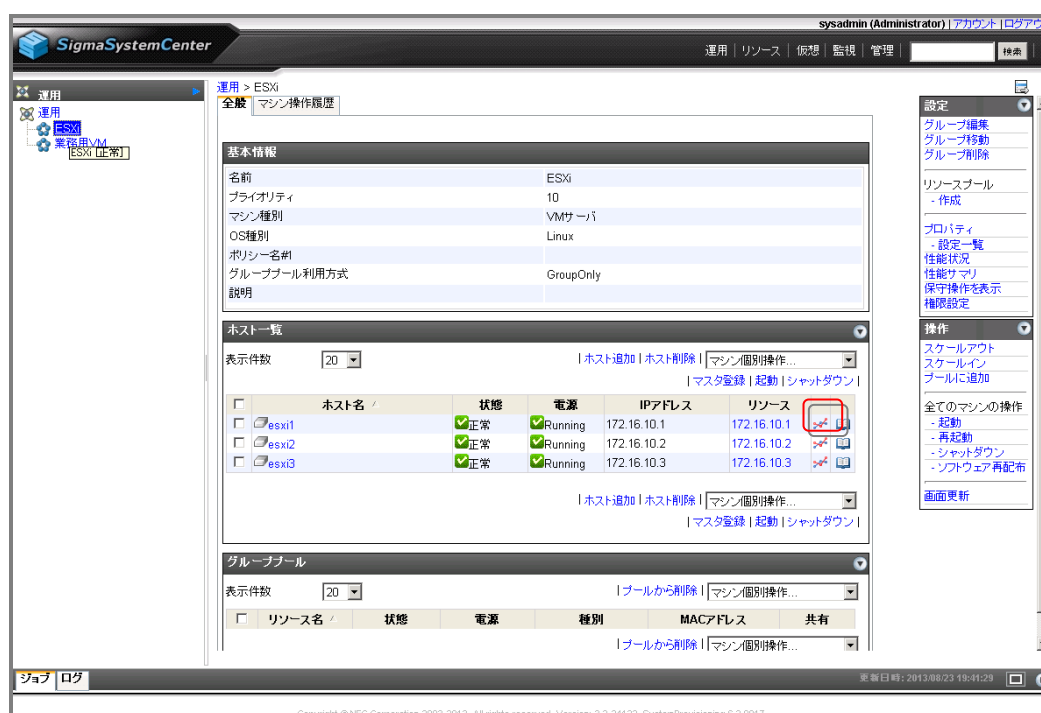 sysadmin (Administrator) | アカウント | ログアウ
SigmaSystemCenter
運用 | リソース | 仮想 | 監視 | 管理 | 検索
運用
運用
ESXi
業務用VM
ESXi [正常]
運用 > ESXi
全般 マシン操作履歴
基本情報
名前 ESXi
プライオリティ 10
マシン種別 VMサーバ
OS種別 Linux
ポリシー名#1
グループプール利用方式 GroupOnly
説明
ホスト一覧
表示件数 20 | ホスト追加 | ホスト削除 | マシン個別操作...
| マスタ登録 | 起動 | シャットダウン |
ホスト名 状態 電源 IPアドレス リソース
esxi1 正常 Running 172.16.10.1 172.16.10.1
esxi2 正常 Running 172.16.10.2 172.16.10.2
esxi3 正常 Running 172.16.10.3 172.16.10.3
| ホスト追加 | ホスト削除 | マシン個別操作...
| マスタ登録 | 起動 | シャットダウン |
グループプール
表示件数 20 | プールから削除 | マシン個別操作...
リソース名 状態 電源 種別 MACアドレス 共有
| プールから削除 | マシン個別操作...
設定
グループ編集
グループ移動
グループ削除
リソースプール
- 作成
プロパティ
- 設定一覧
性能状況
性能サマリ
保守操作を表示
権限設定
操作
スケールアウト
スケールイン
プールに追加
全てのマシンの操作
- 起動
- 再起動
- シャットダウン
- ソフトウェア再配布
画面更新
ジョブ ログ
更新日時: 2013/08/23 19:41:29